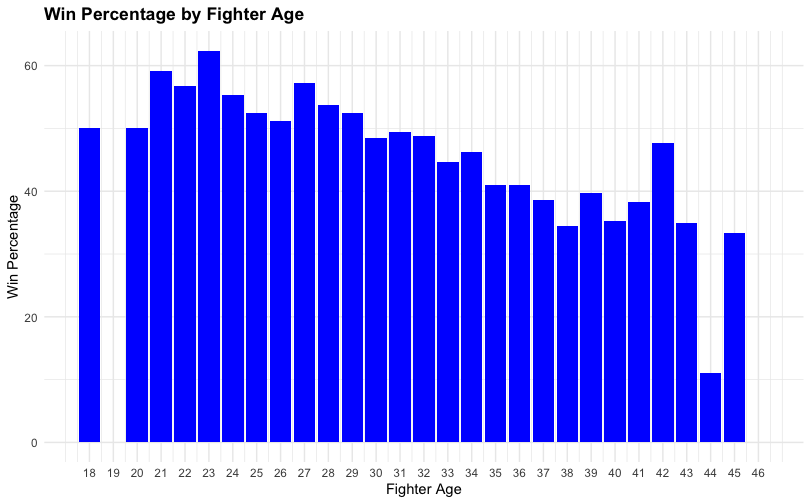 Win Percentage by Fighter Age
Win Percentage
60
40
20
0
18 19 20 21 22 23 24 25 26 27 28 29 30 31 32 33 34 35 36 37 38 39 40 41 42 43 44 45 46
Fighter Age